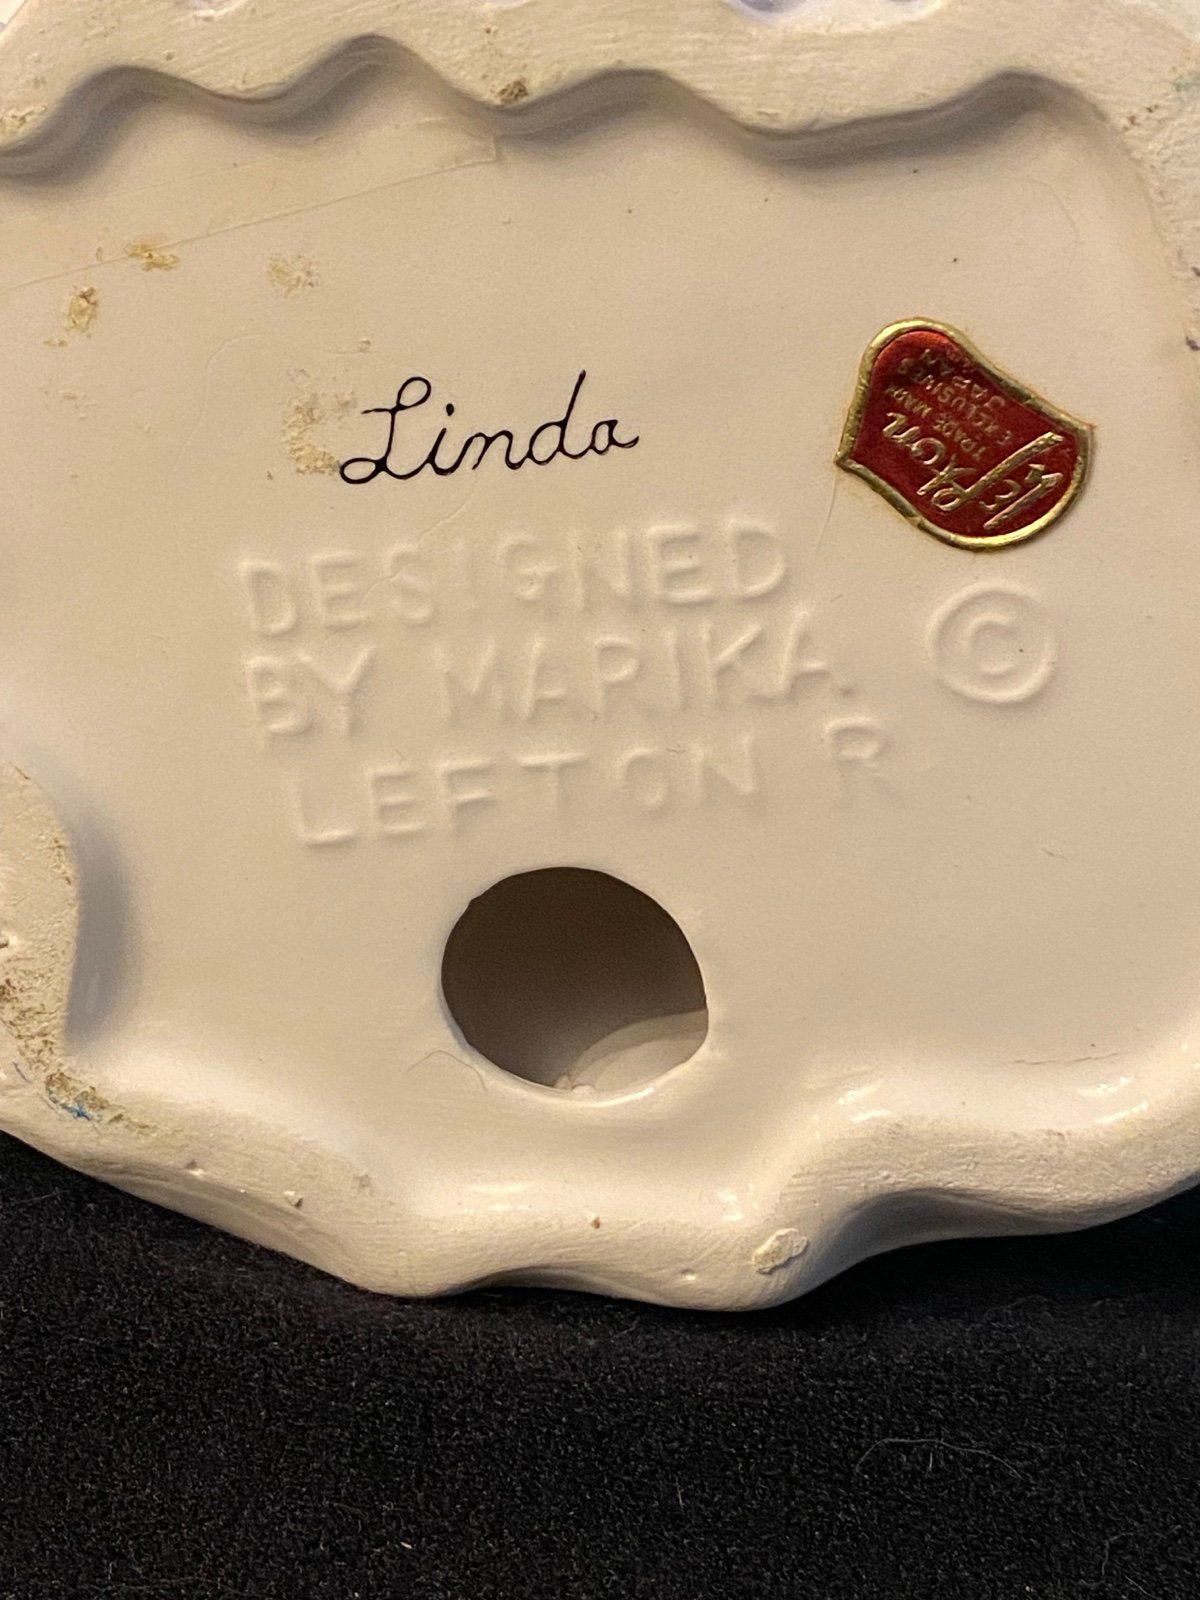 Linda
DESIGNED
BY MARIKA.
©
LEFTON R
Lefton
TRADE MARK
EXCLUSIVES
JAPAN